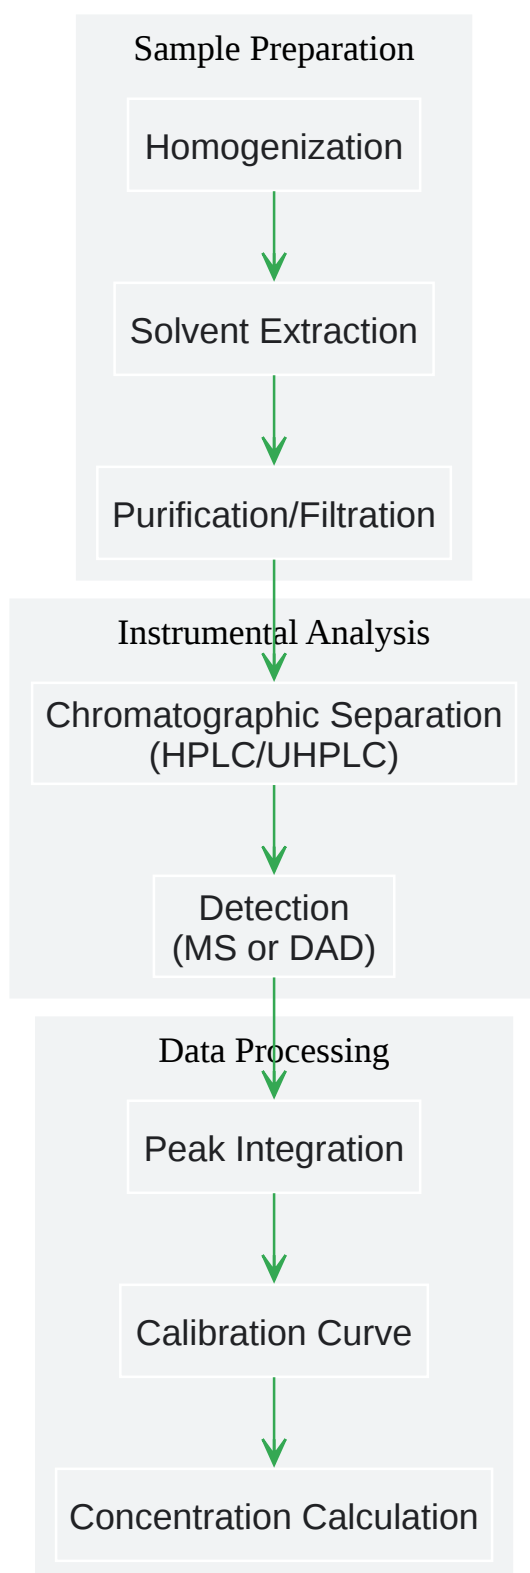 Sample Preparation
Homogenization
Solvent Extraction
Purification/Filtration
Instrumental Analysis
Chromatographic Separation
(HPLC/UHPLC)
Detection
(MS or DAD)
Data Processing
Peak Integration
Calibration Curve
Concentration Calculation